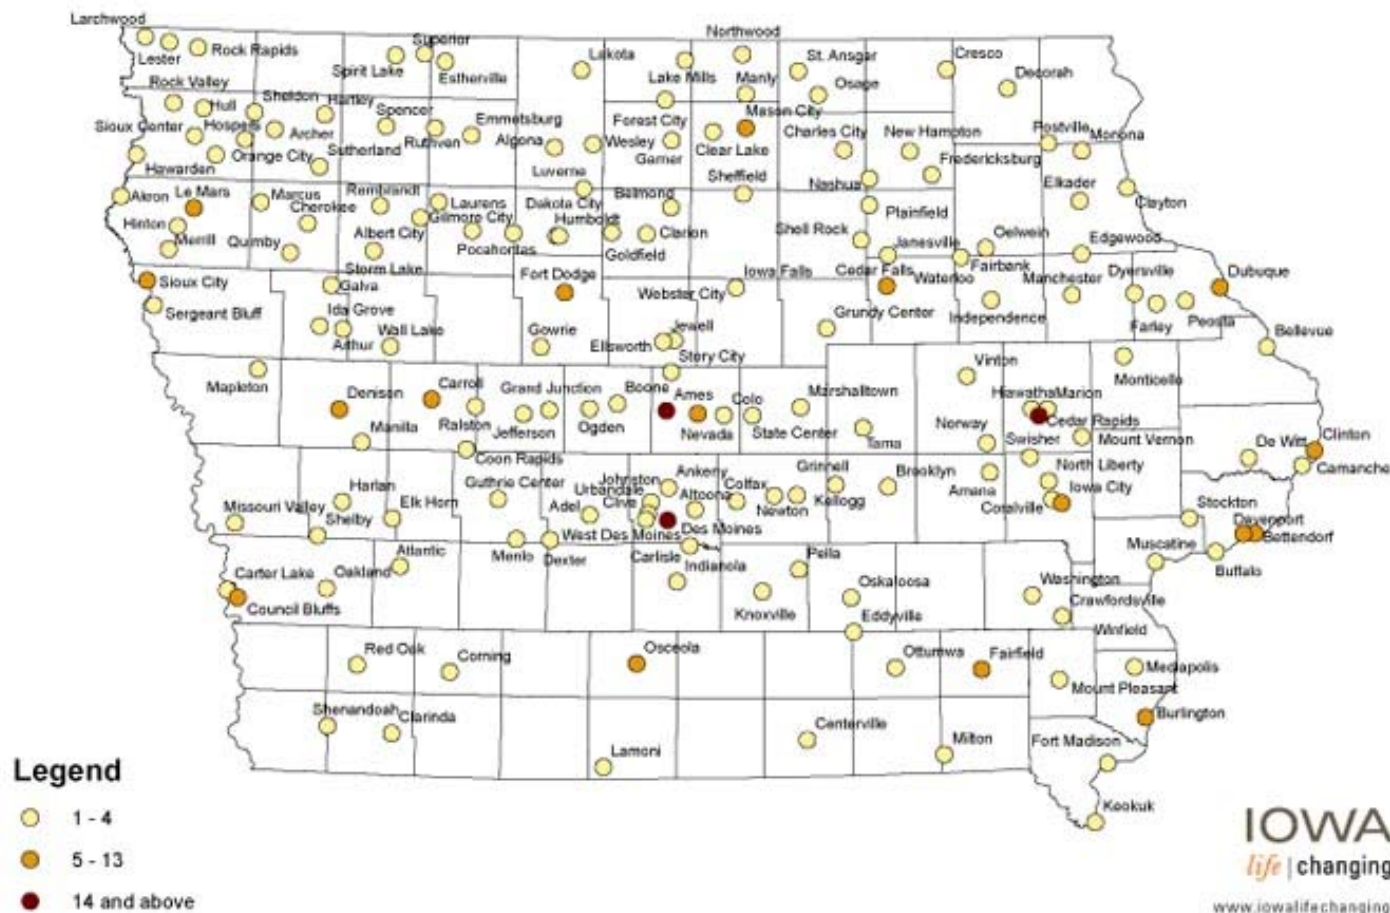 Larchwood
Northwood
Superior
Lester
Rock Rapids
Spirit Lake
Estherville
Lakota
Lake Mills
Manly
St. Ansgar
Cresco
Osage
Decorah
Rock Valley
Hull
Sheldon
Hartley
Spencer
Emmetsburg
Forest City
Mason City
Sioux Center
Hospers
Archer
Ruthven
Algona
Wesley
Garner
Clear Lake
Charles City
New Hampton
Postville
Monona
Hawarden
Orange City
Sutherland
Luverne
Sheffield
Fredericksburg
Nashua
Elkader
Akron
Le Mars
Marcus
Cherokee
Rembrandt
Laurens
Dakota City
Belmond
Plainfield
Clayton
Hinton
Merrill
Quimby
Albert City
Gilmore City
Pocahontas
Humboldt
Goldfield
Clarion
Shell Rock
Janesville
Oelwein
Edgewood
Sioux City
Storm Lake
Galva
Fort Dodge
Webster City
Iowa Falls
Cedar Falls
Waterloo
Fairbank
Manchester
Dyersville
Dubuque
Sergeant Bluff
Ida Grove
Arthur
Wall Lake
Gowrie
Ellsworth
Jewell
Story City
Grundy Center
Independence
Farley
Peosta
Bellevue
Mapleton
Denison
Carroll
Grand Junction
Boone
Ames
Colo
Marshalltown
Vinton
Hiawatha
Marion
Monticello
Manilla
Ralston
Jefferson
Ogden
Nevada
State Center
Tama
Norway
Cedar Rapids
Swisher
Mount Vernon
De Witt
Clinton
Camanche
Coon Rapids
Guthrie Center
Johnston
Ankeny
Urbandale
Altoona
Colfax
Grinnell
Brooklyn
North Liberty
Missouri Valley
Harlan
Shelby
Elk Horn
Adel
Clive
Newton
Kellogg
Amana
Iowa City
Coralville
Stockton
Davenport
Bettendorf
Menlo
Dexter
West Des Moines
Des Moines
Carlisle
Muscatine
Buffalo
Carter Lake
Council Bluffs
Oakland
Atlantic
Indianola
Pella
Knoxville
Oskaloosa
Eddyville
Washington
Crawfordsville
Winfield
Red Oak
Corning
Osceola
Ottumwa
Fairfield
Mediapolis
Mount Pleasant
Shenandoah
Clarinda
Lamoni
Centerville
Milton
Fort Madison
Burlington
Keokuk
Legend
1 - 4
5 - 13
14 and above
IOWA
life | changing
www.iowalifechanging